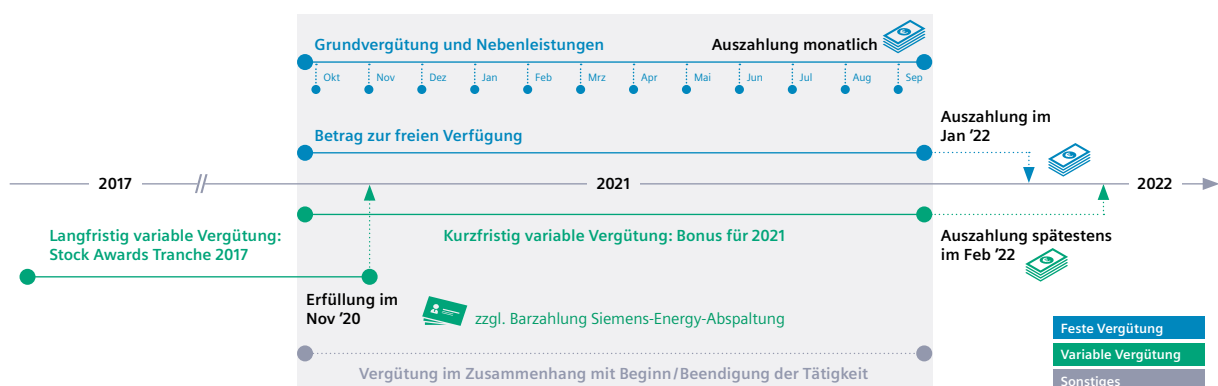 Grundvergütung und Nebenleistungen
Auszahlung monatlich
Okt Nov Dez Jan Feb Mrz Apr Mai Jun Jul Aug Sep
Betrag zur freien Verfügung
Auszahlung im
Jan ’22
2017 2021 2022
Langfristig variable Vergütung:
Stock Awards Tranche 2017
Kurzfristig variable Vergütung: Bonus für 2021
Auszahlung spätestens
im Feb ’22
Erfüllung im
Nov ’20
zzgl. Barzahlung Siemens-Energy-Abspaltung
Vergütung im Zusammenhang mit Beginn/Beendigung der Tätigkeit
Feste Vergütung
Variable Vergütung
Sonstiges